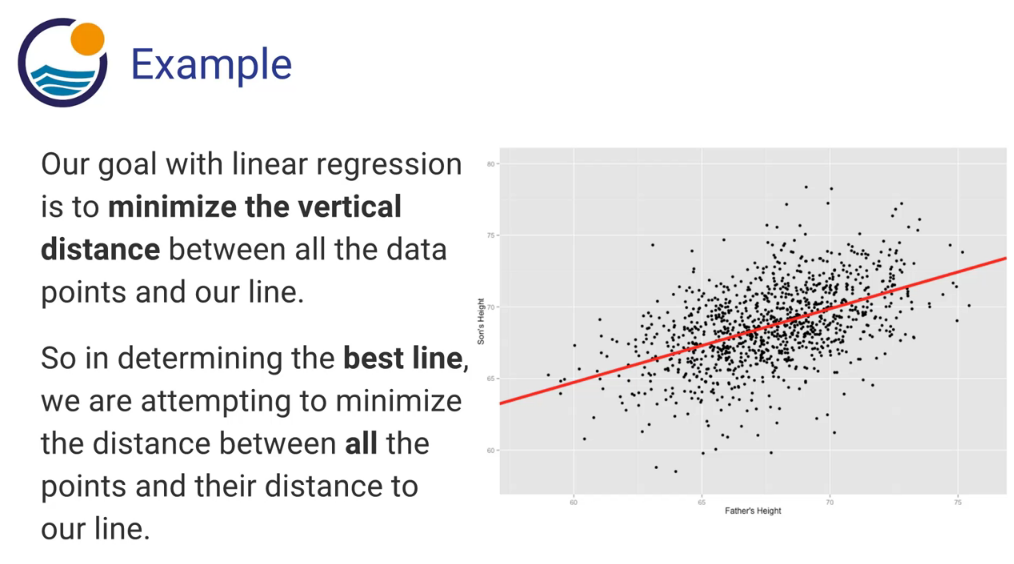 Example
Our goal with linear regression
is to minimize the vertical
distance between all the data
points and our line.
So in determining the best line,
we are attempting to minimize
the distance between all the
points and their distance to
our line.
80
75
70
65
60
Son's Height
60 65 70 75
Father's Height